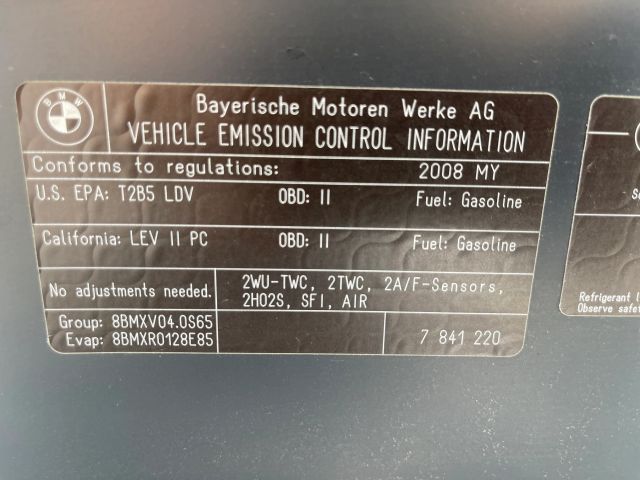 BMW
Bayerische Motoren Werke AG
VEHICLE EMISSION CONTROL INFORMATION
Conforms to regulations: 2008 MY
U.S. EPA: T2B5 LDV OBD: II Fuel: Gasoline
California: LEV II PC OBD: II Fuel: Gasoline
No adjustments needed.
2WU-TWC, 2TWC, 2A/F-Sensors,
2HO2S, SFI, AIR
Group: 8BMXV04.0S65
Evap: 8BMXR0128E85
7 841 220
Refrigerant
Observe safe